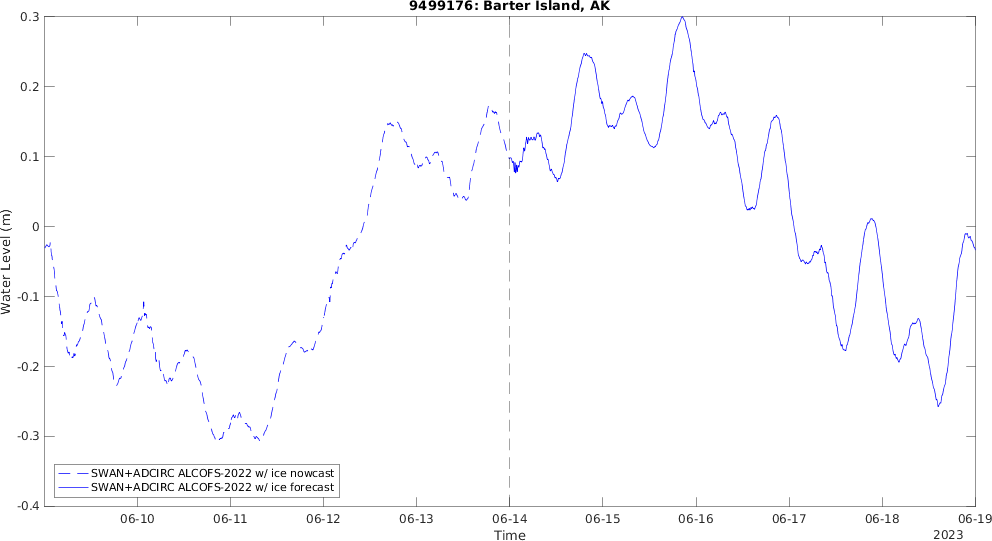 9499176: Barter Island, AK
0.3
0.2
0.1
0
-0.1
-0.2
-0.3
-0.4
Water Level (m)
SWAN+ADCIRC ALCOFS-2022 w/ ice nowcast
SWAN+ADCIRC ALCOFS-2022 w/ ice forecast
06-10 06-11 06-12 06-13 06-14 06-15 06-16 06-17 06-18 06-19
Time
2023